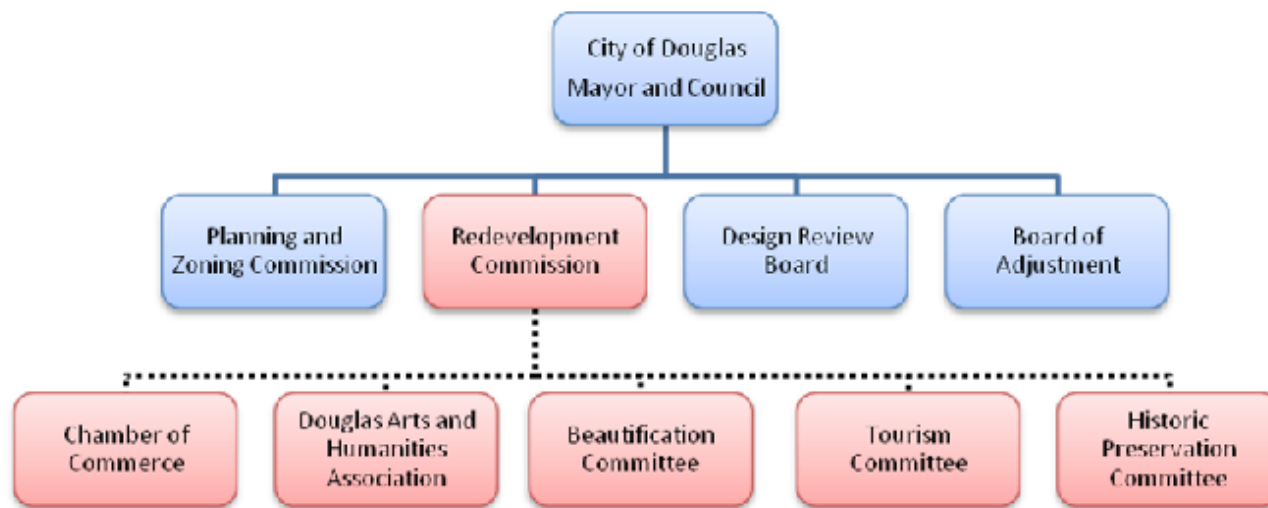 City of Douglas
Mayor and Council
Planning and
Zoning Commission
Redevelopment
Commission
Design Review
Board
Board of
Adjustment
Chamber of
Commerce
Douglas Arts and
Humanities
Association
Beautification
Committee
Tourism
Committee
Historic
Preservation
Committee